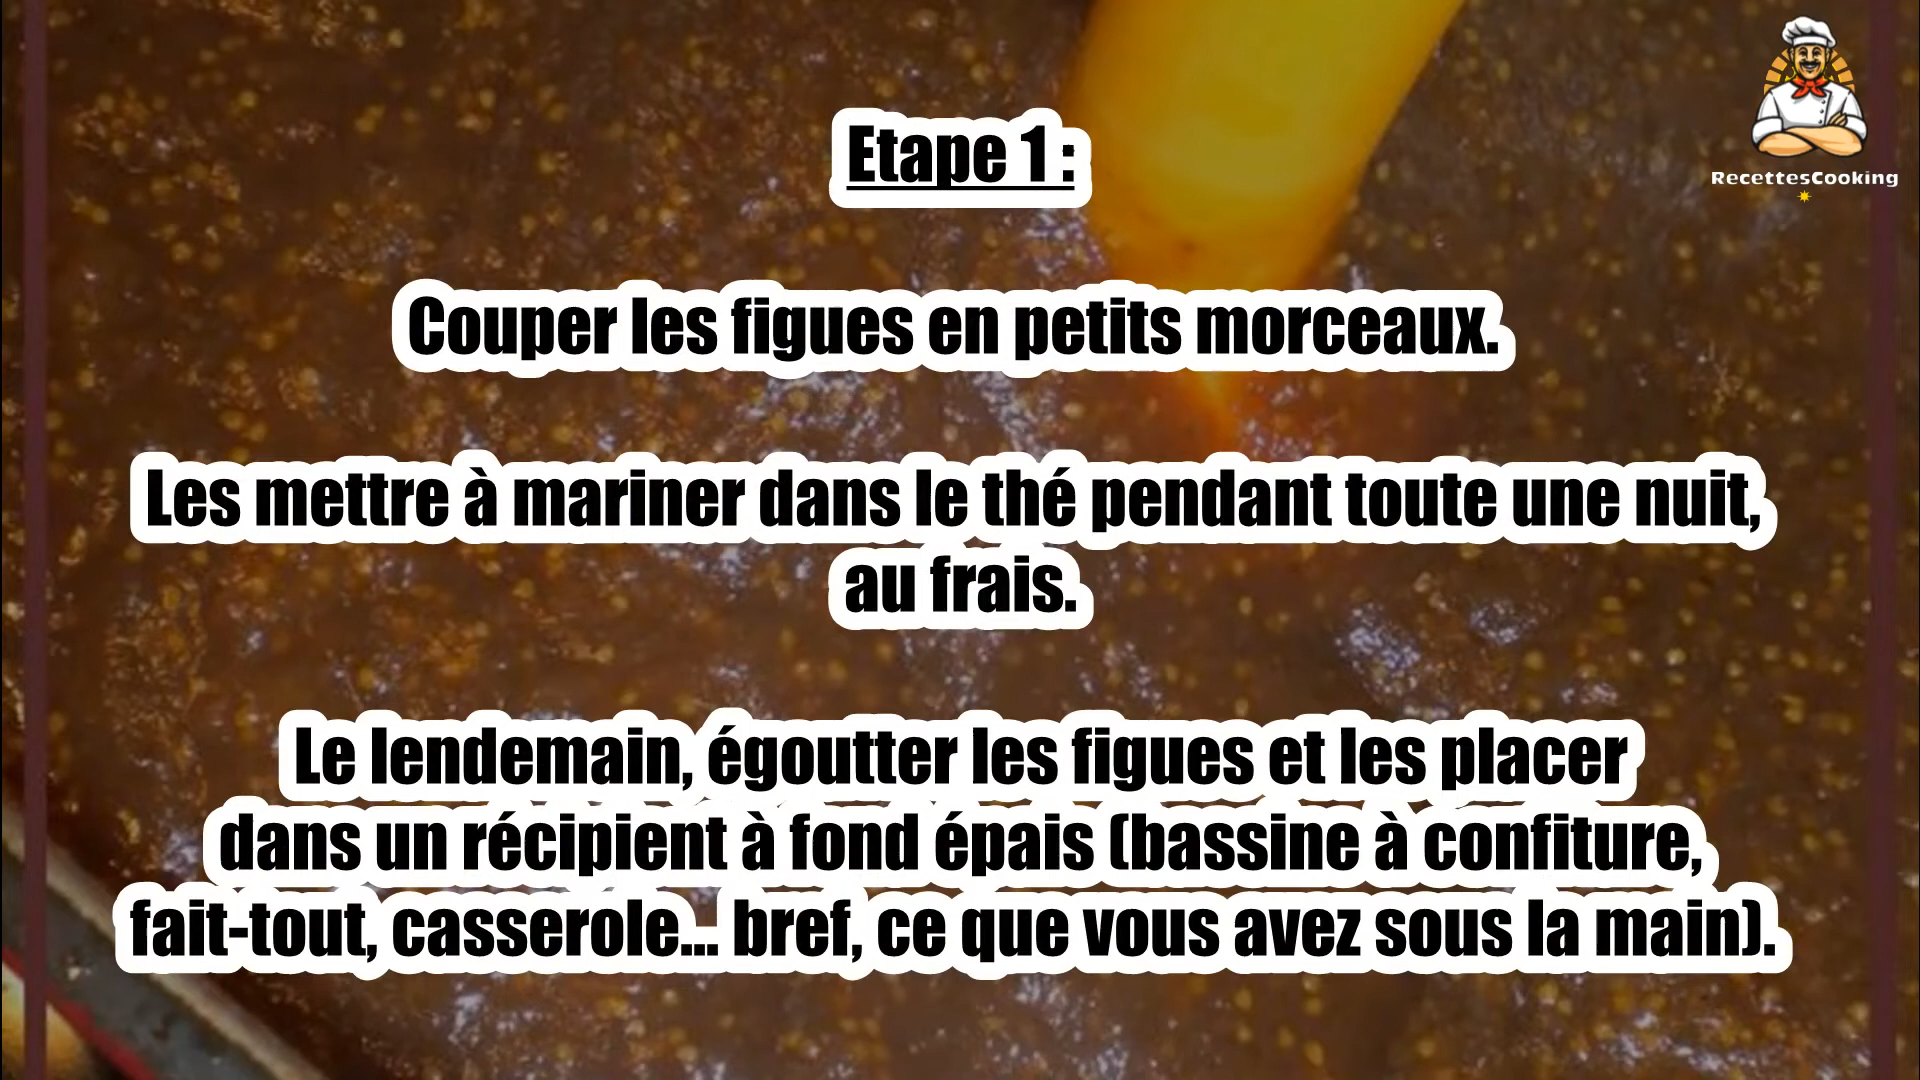 Etape 1 :
RecettesCooking
Couper les figues en petits morceaux.
Les mettre à mariner dans le thé pendant toute une nuit,
au frais.
Le lendemain, égoutter les figues et les placer
dans un récipient à fond épais (bassine à confiture,
fait-tout, casserole... bref, ce que vous avez sous la main).